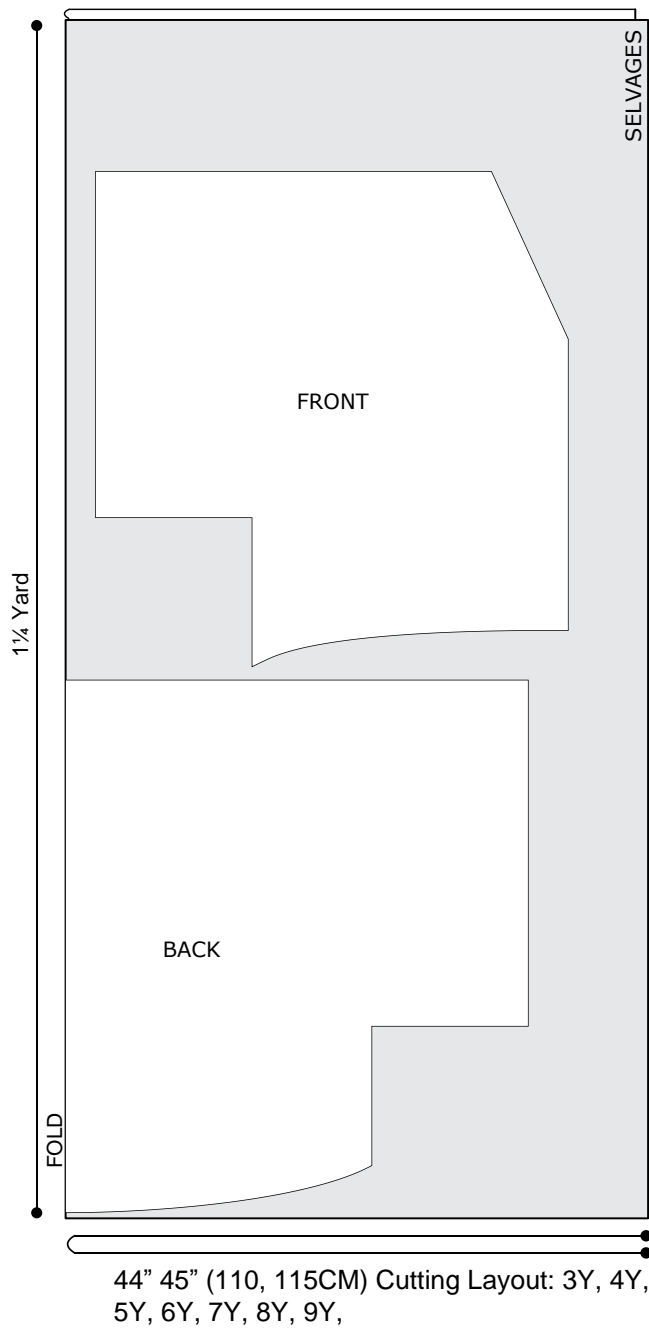 SELVAGES
FRONT
1¼ Yard
BACK
FOLD
44” 45” (110, 115CM) Cutting Layout: 3Y, 4Y,
5Y, 6Y, 7Y, 8Y, 9Y,